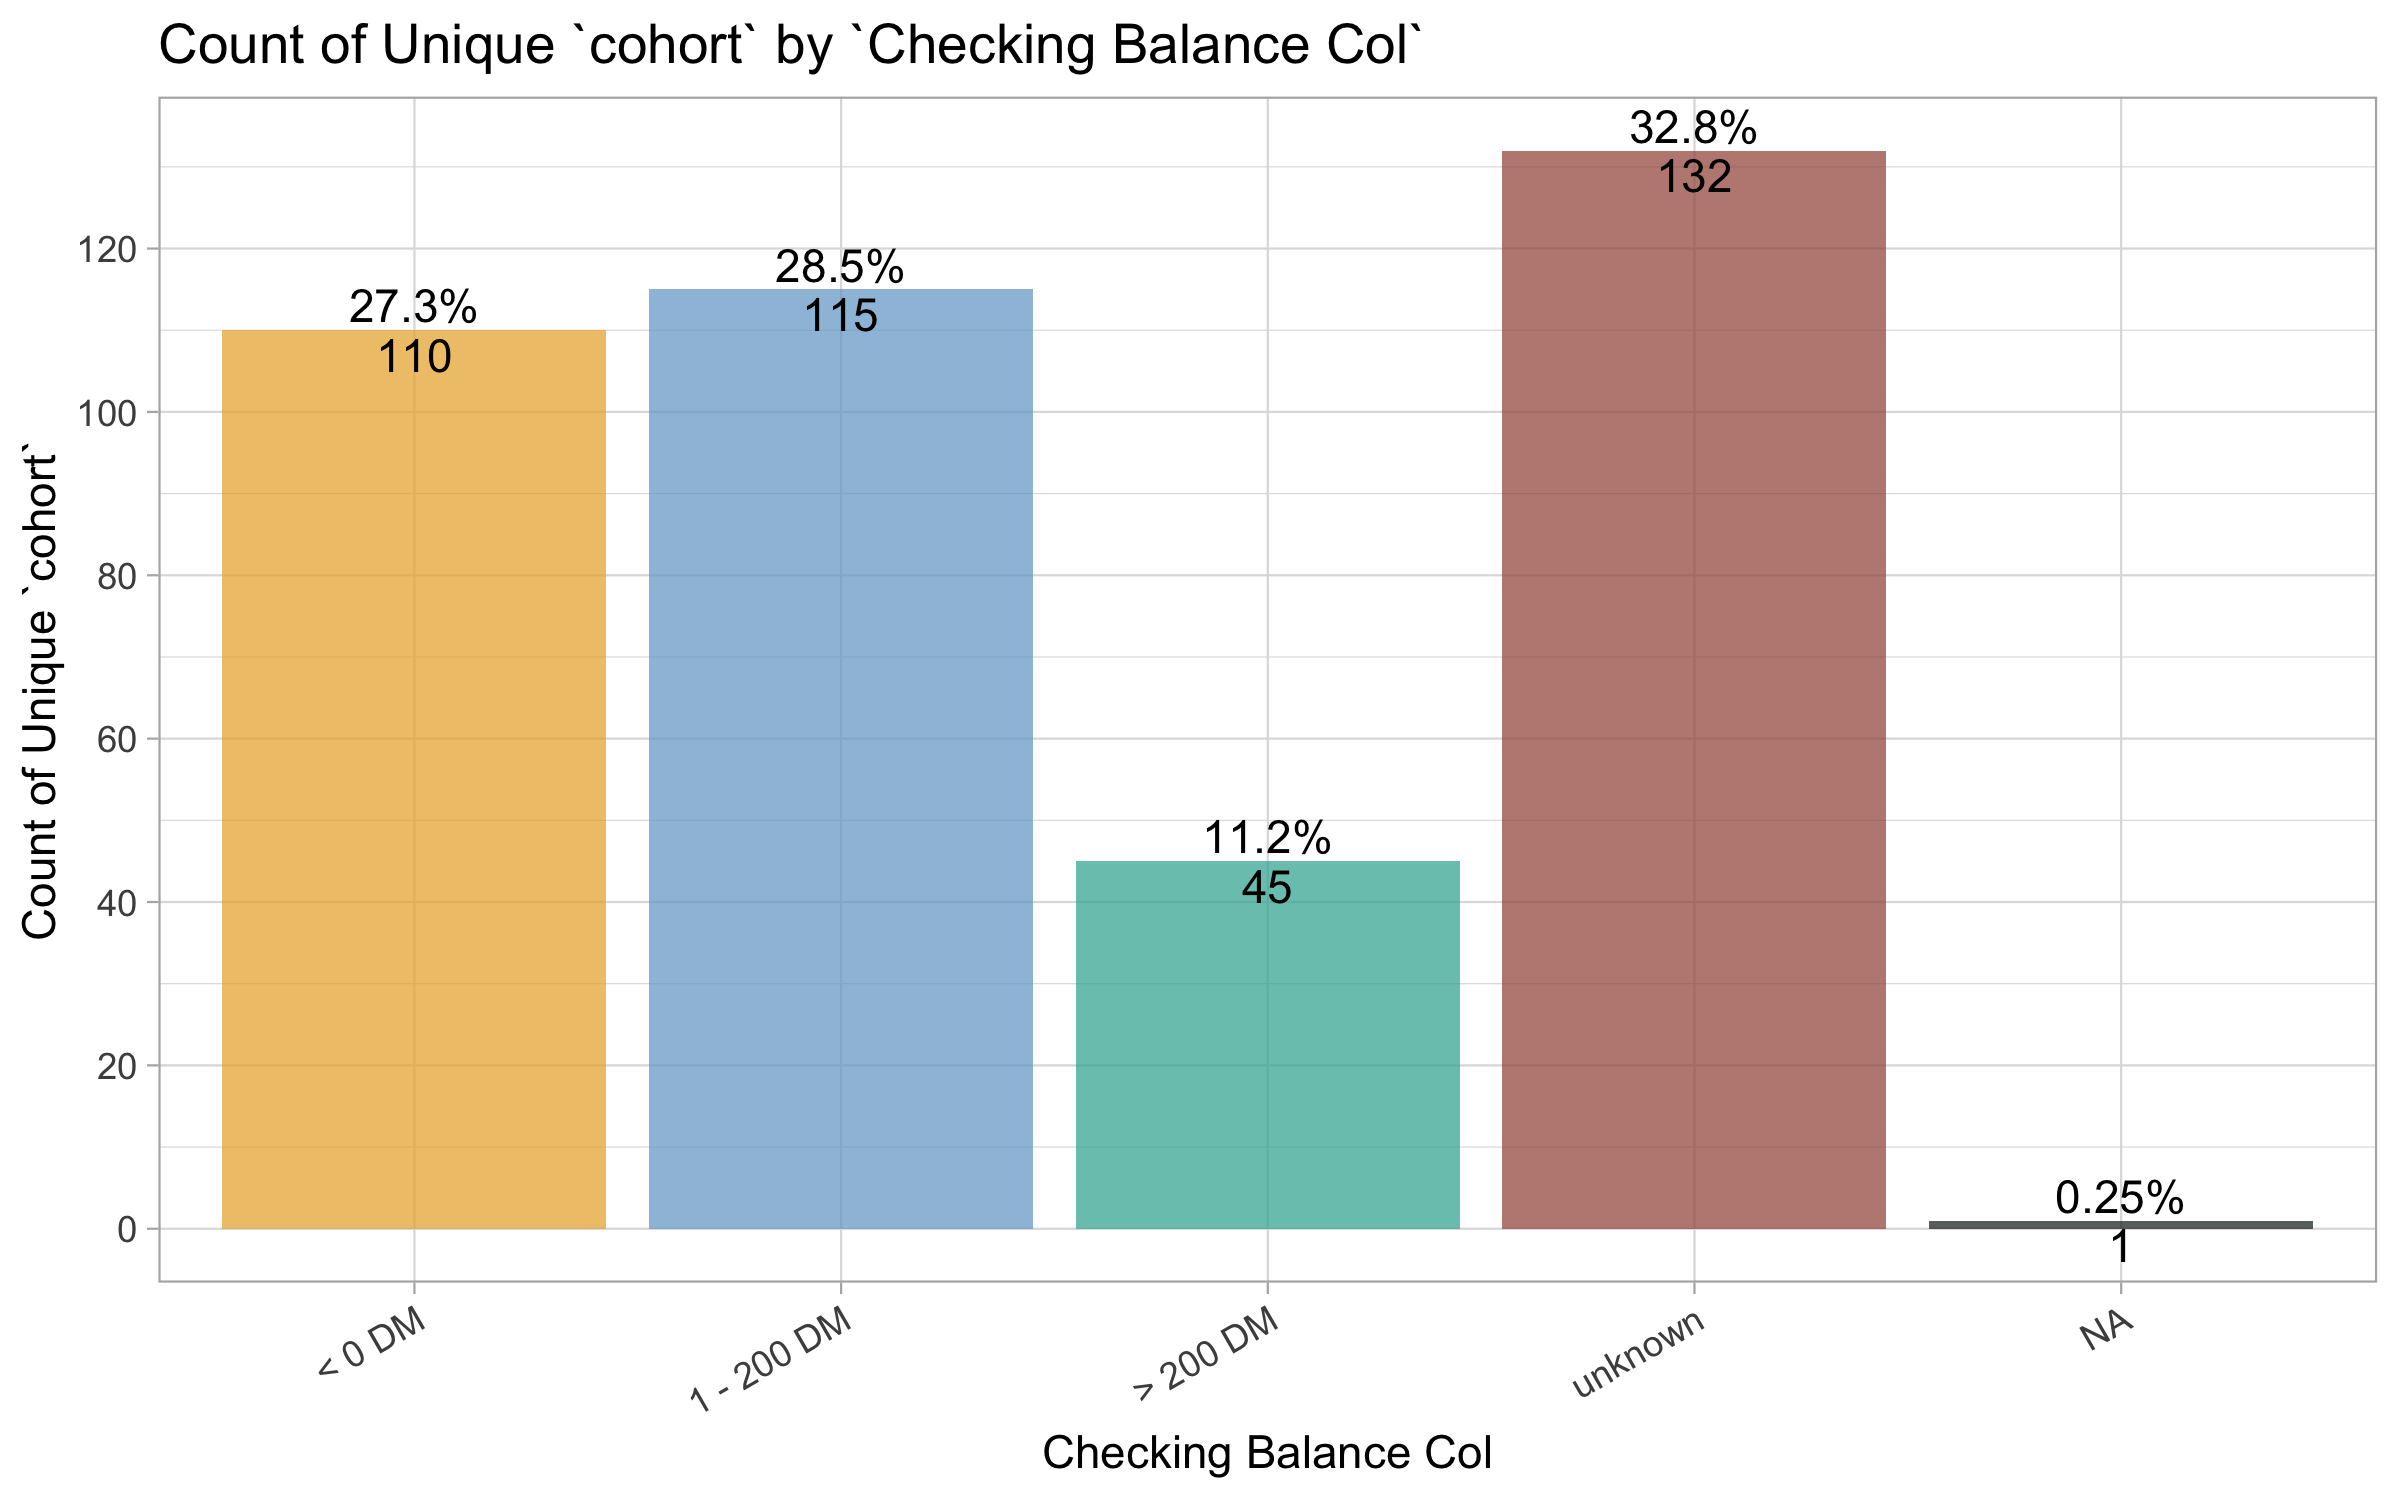 Count of Unique `cohort` by `Checking Balance Col`
Count of Unique `cohort`
120
100
80
60
40
20
0
27.3%
110
28.5%
115
11.2%
45
32.8%
132
0.25%
1
< 0 DM
1 - 200 DM
> 200 DM
unknown
NA
Checking Balance Col